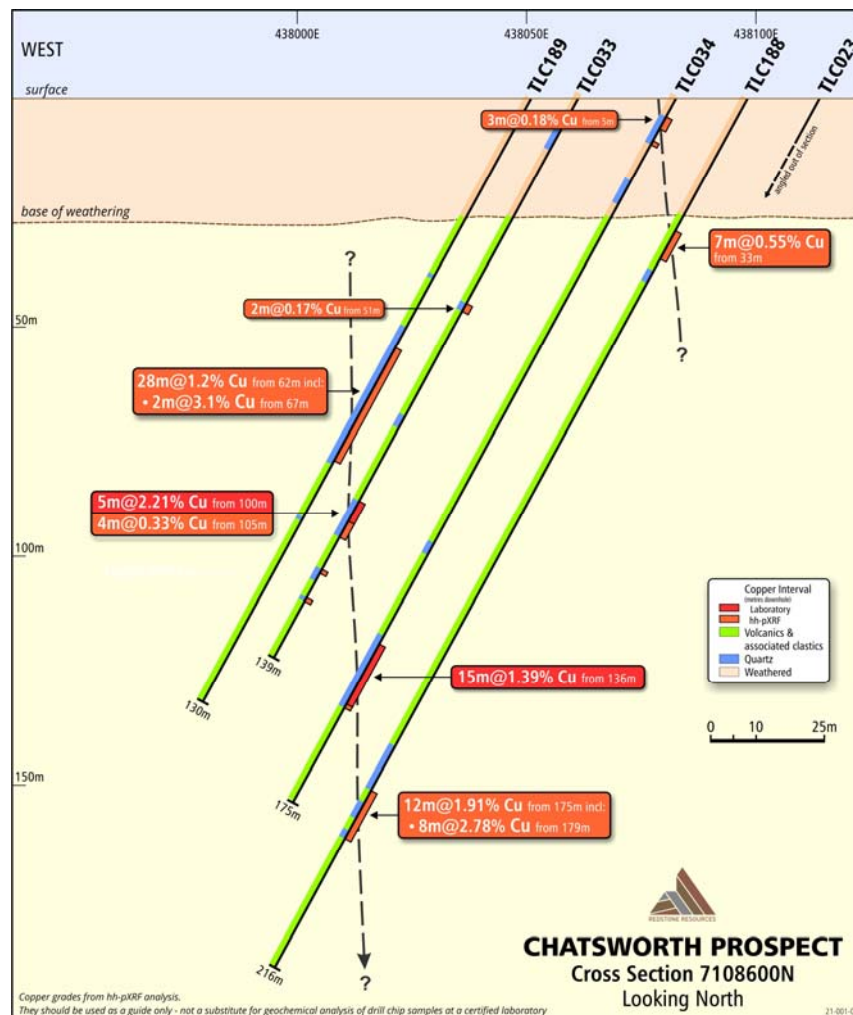 438000E
438050E
438100E
WEST
TLC189
TLC033
TLC034
TLC188
TLC023
surface
3m@0.18% Cu from 5m
angled out of section
base of weathering
?
7m@0.55% Cu
from 33m
2m@0.17% Cu from 51m
50m
?
28m@1.2% Cu from 62m incl:
• 2m@3.1% Cu from 67m
5m@2.21% Cu from 100m
4m@0.33% Cu from 105m
100m
Copper Interval
(metres downhole)
Laboratory
hh-pXRF
Volcanics &
associated clastics
Quartz
Weathered
139m
15m@1.39% Cu from 136m
130m
0 10 25m
150m
175m
12m@1.91% Cu from 175m incl:
• 8m@2.78% Cu from 179m
216m
?
REDSTONE RESOURCES
CHATSWORTH PROSPECT
Cross Section 7108600N
Looking North
Copper grades from hh-pXRF analysis.
They should be used as a guide only - not a substitute for geochemical analysis of drill chip samples at a certified laboratory